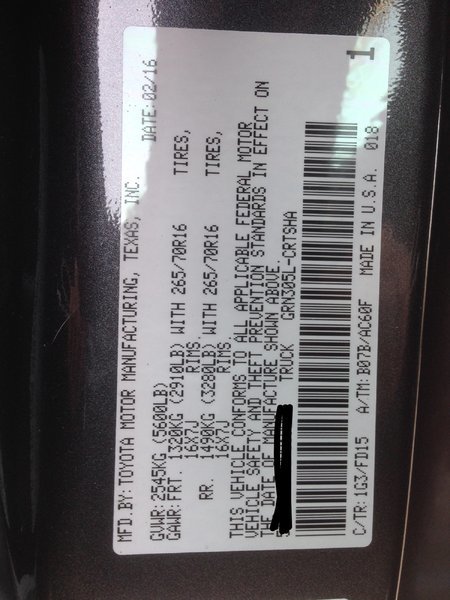 MFD.BY: TOYOTA MOTOR MANUFACTURING, TEXAS, INC. DATE: 02/16
GVWR: 2545KG (5600LB)
GAWR: FRT. 1320KG (2910LB) WITH 265/70R16 TIRES,
16X7J RIMS.
RR. 1490KG (3280LB) WITH 265/70R16 TIRES,
16X7J RIMS.
THIS VEHICLE CONFORMS TO ALL APPLICABLE FEDERAL MOTOR
VEHICLE SAFETY AND THEFT PREVENTION STANDARDS IN EFFECT ON
THE DATE OF MANUFACTURE SHOWN ABOVE.
TRUCK GRN305L-CRTSHA
C/TR: 1G3/FD15 A/TM: B07B/AC60F MADE IN U.S.A. 018
1